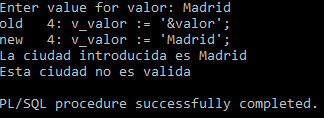 Enter value for valor: Madrid
old   4: v_valor := '&valor';
new   4: v_valor := 'Madrid';
La ciudad introducida es Madrid
Esta ciudad no es valida
PL/SQL procedure successfully completed.